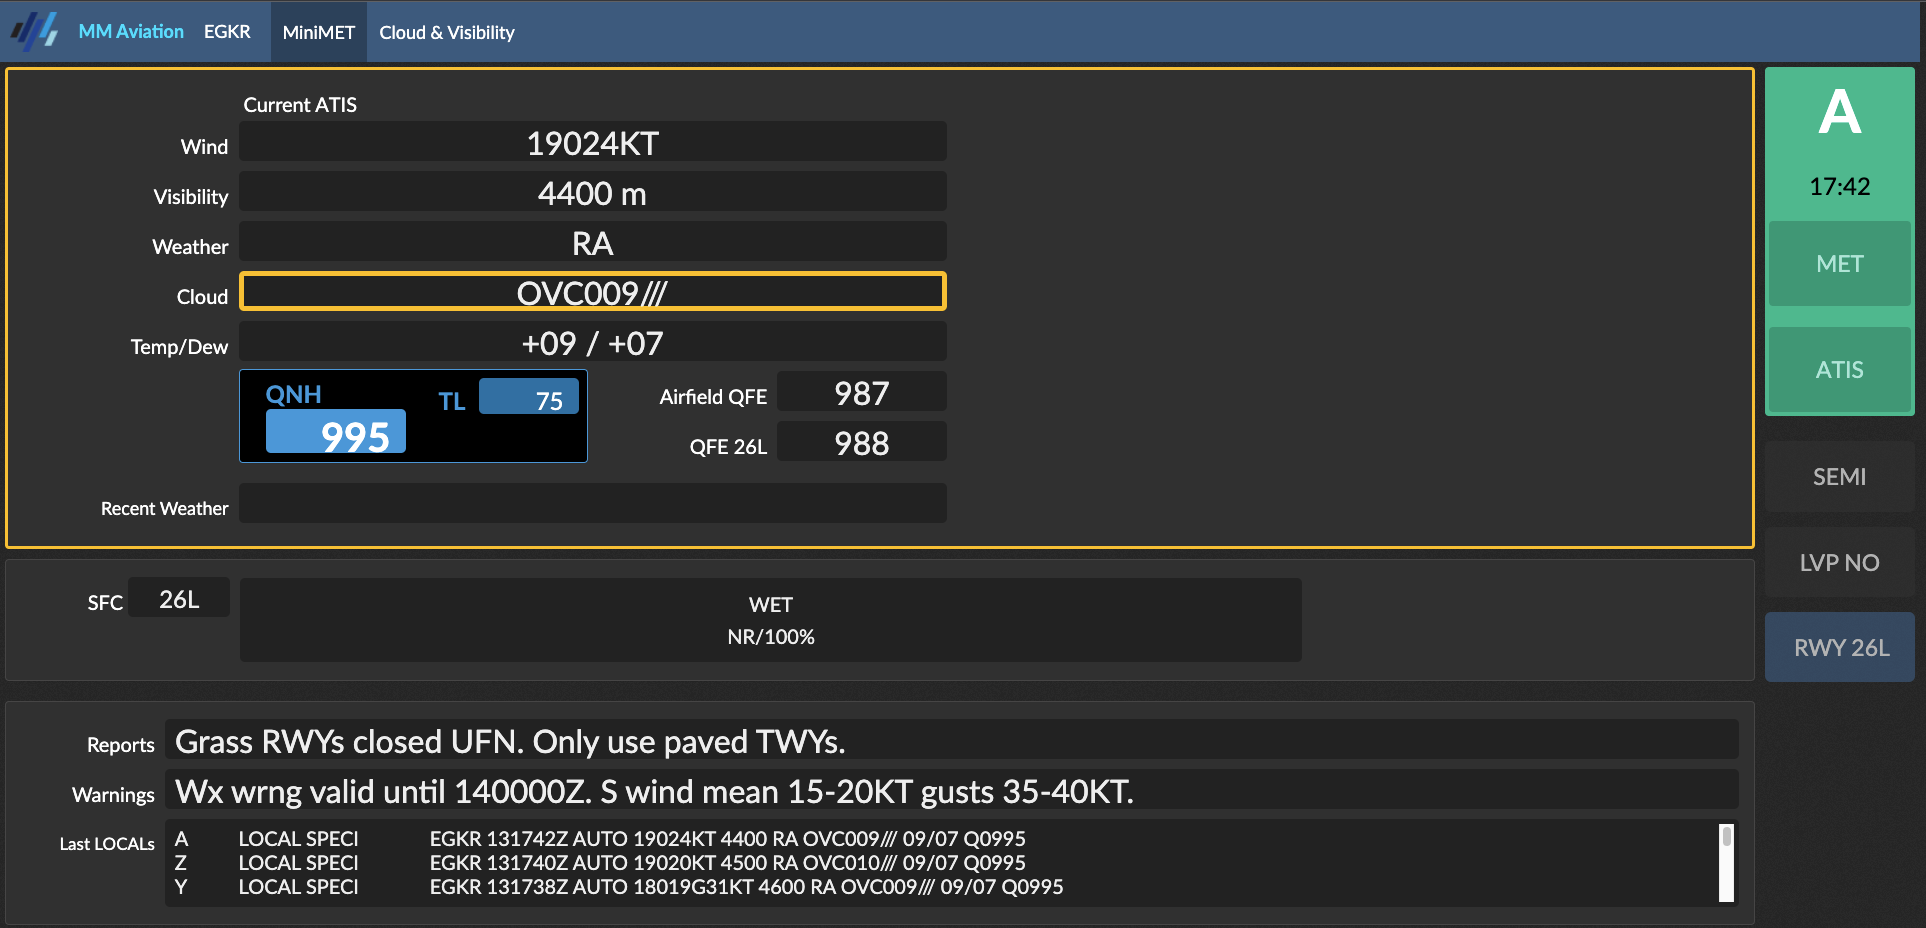 MM Aviation EGKR MiniMET Cloud & Visibility
Current ATIS
Wind 19024KT
Visibility 4400 m
Weather RA
Cloud OVC009///
Temp/Dew +09 / +07
QNH 995 TL 75
Airfield QFE 987
QFE 26L 988
Recent Weather
A
17:42
MET
ATIS
SEMI
LVP NO
RWY 26L
SFC 26L
WET
NR/100%
Reports Grass RWYs closed UFN. Only use paved TWYs.
Warnings Wx wrng valid until 140000Z. S wind mean 15-20KT gusts 35-40KT.
Last LOCALs
A LOCAL SPECI EGKR 131742Z AUTO 19024KT 4400 RA OVC009/// 09/07 Q0995
Z LOCAL SPECI EGKR 131740Z AUTO 19020KT 4500 RA OVC010/// 09/07 Q0995
Y LOCAL SPECI EGKR 131738Z AUTO 18019G31KT 4600 RA OVC009/// 09/07 Q0995